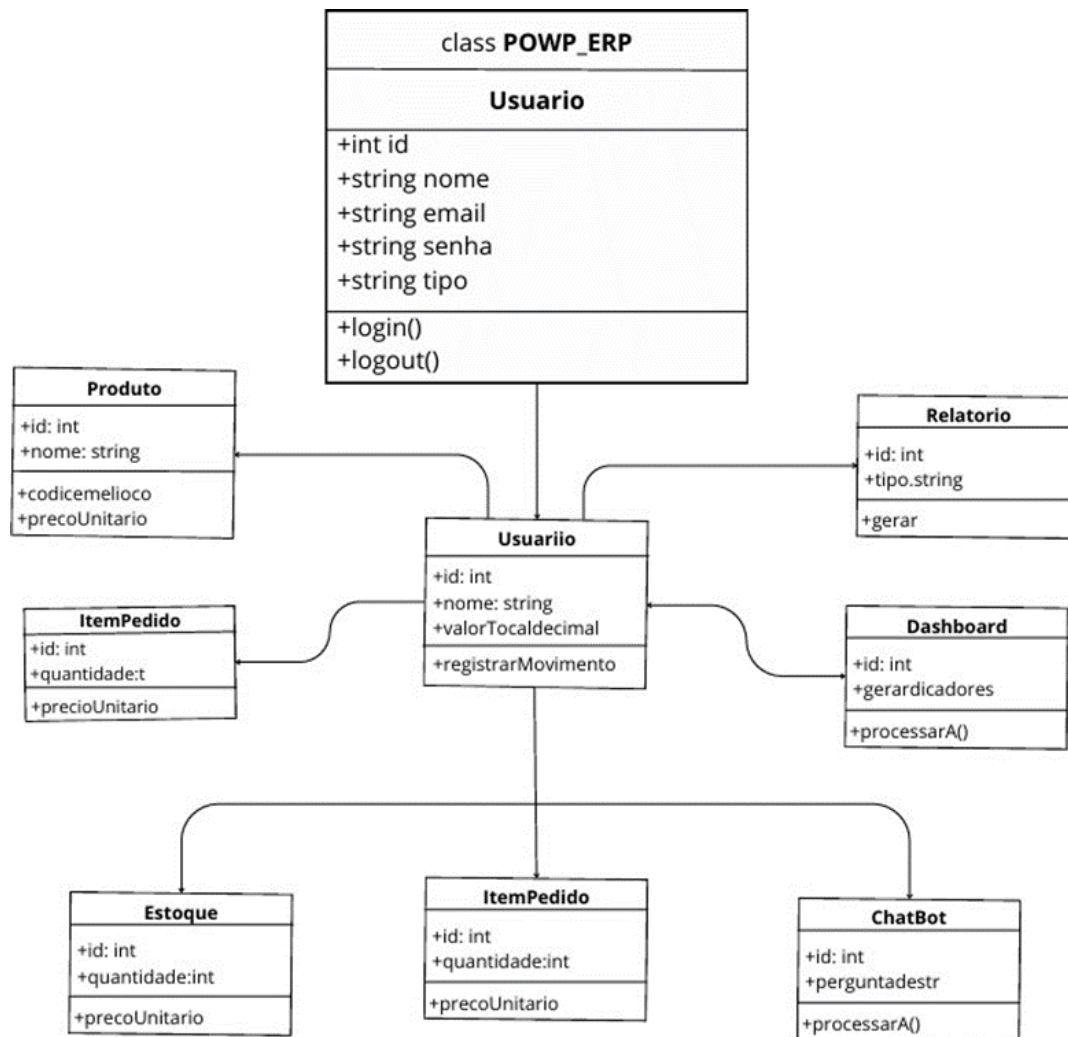 class POWP_ERP
Usuario
+int id
+string nome
+string email
+string senha
+string tipo
+login()
+logout()
Produto
+id: int
+nome: string
+codicemelioco
+precoUnitario
Relatorio
+id: int
+tipo.string
+gerar
Usuariio
+id: int
+nome: string
+valorTocaldecimal
+registrarMovimento
ItemPedido
+id: int
+quantidade:t
+precioUnitario
Dashboard
+id: int
+gerardicadores
+processarA()
Estoque
+id: int
+quantidade:int
+precoUnitario
ItemPedido
+id: int
+quantidade:int
+precoUnitario
ChatBot
+id: int
+perguntadestr
+processarA()